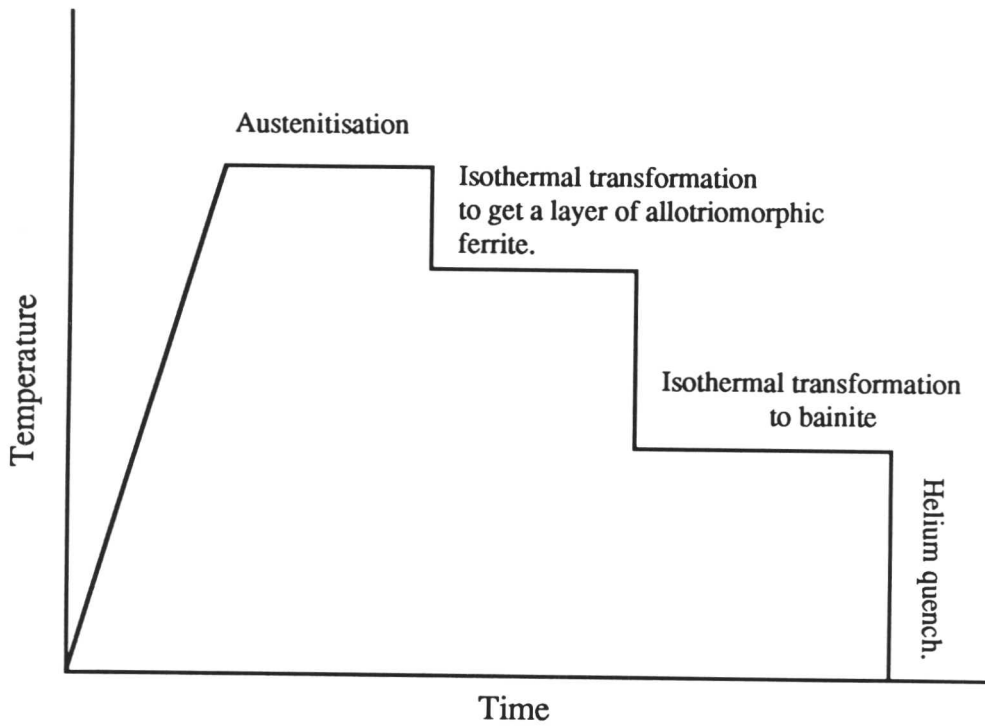 Austenitisation
Isothermal transformation
to get a layer of allotriomorphic
ferrite.
Isothermal transformation
to bainite
Helium quench.
Temperature
Time